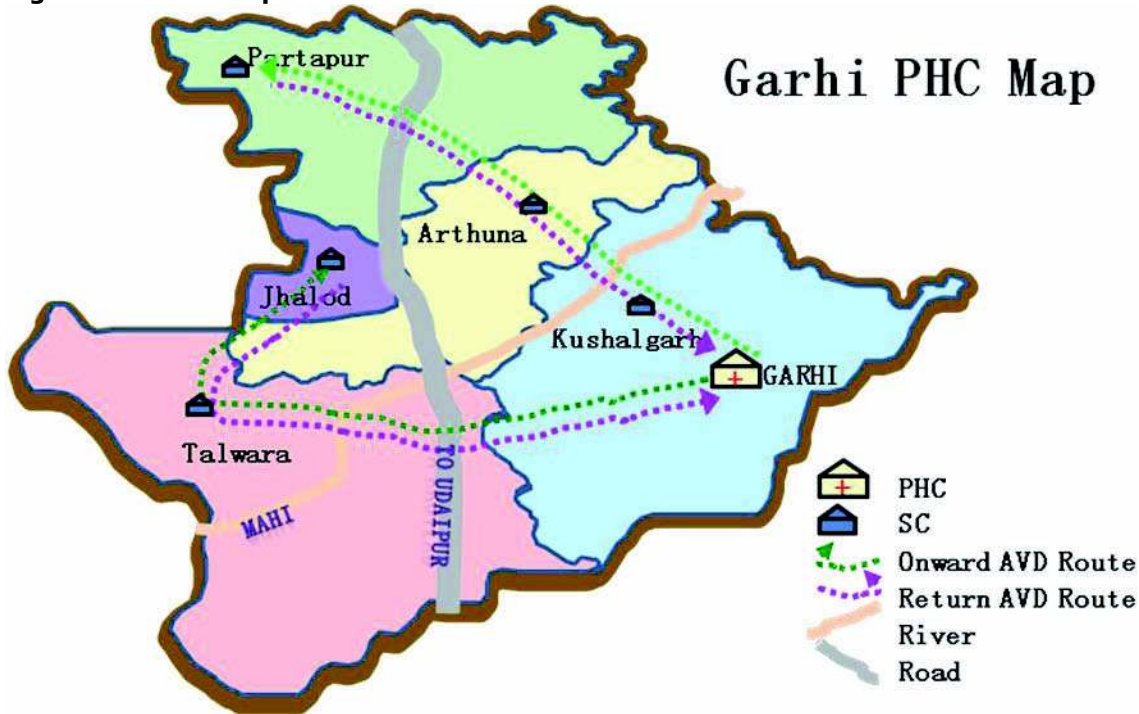 Partapur
Garhi PHC Map
Arthuna
Jhalod
Kushalgarh
GARHI
Talwara
TO UDAIPUR
MAHI
PHC
SC
Onward AVD Route
Return AVD Route
River
Road